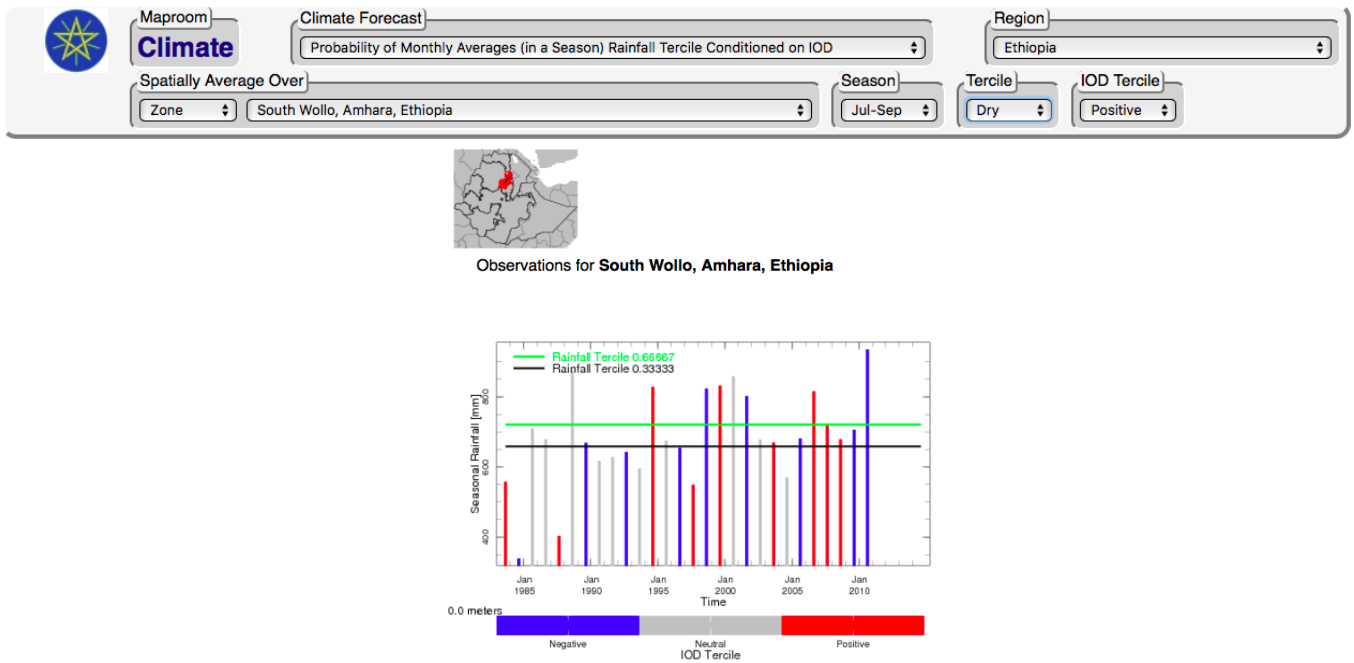 Maproom
Climate
Climate Forecast
Probability of Monthly Averages (in a Season) Rainfall Tercile Conditioned on IOD
Region
Ethiopia
Spatially Average Over
Zone
South Wollo, Amhara, Ethiopia
Season
Jul-Sep
Tercile
Dry
IOD Tercile
Positive
Observations for South Wollo, Amhara, Ethiopia
Rainfall Tercile 0.66667
Rainfall Tercile 0.33333
Seasonal Rainfall [mm]
800
600
400
Jan Jan Jan Jan Jan Jan
1985 1990 1995 2000 2005 2010
Time
0.0 meters
Negative Neutral Positive
IOD Tercile